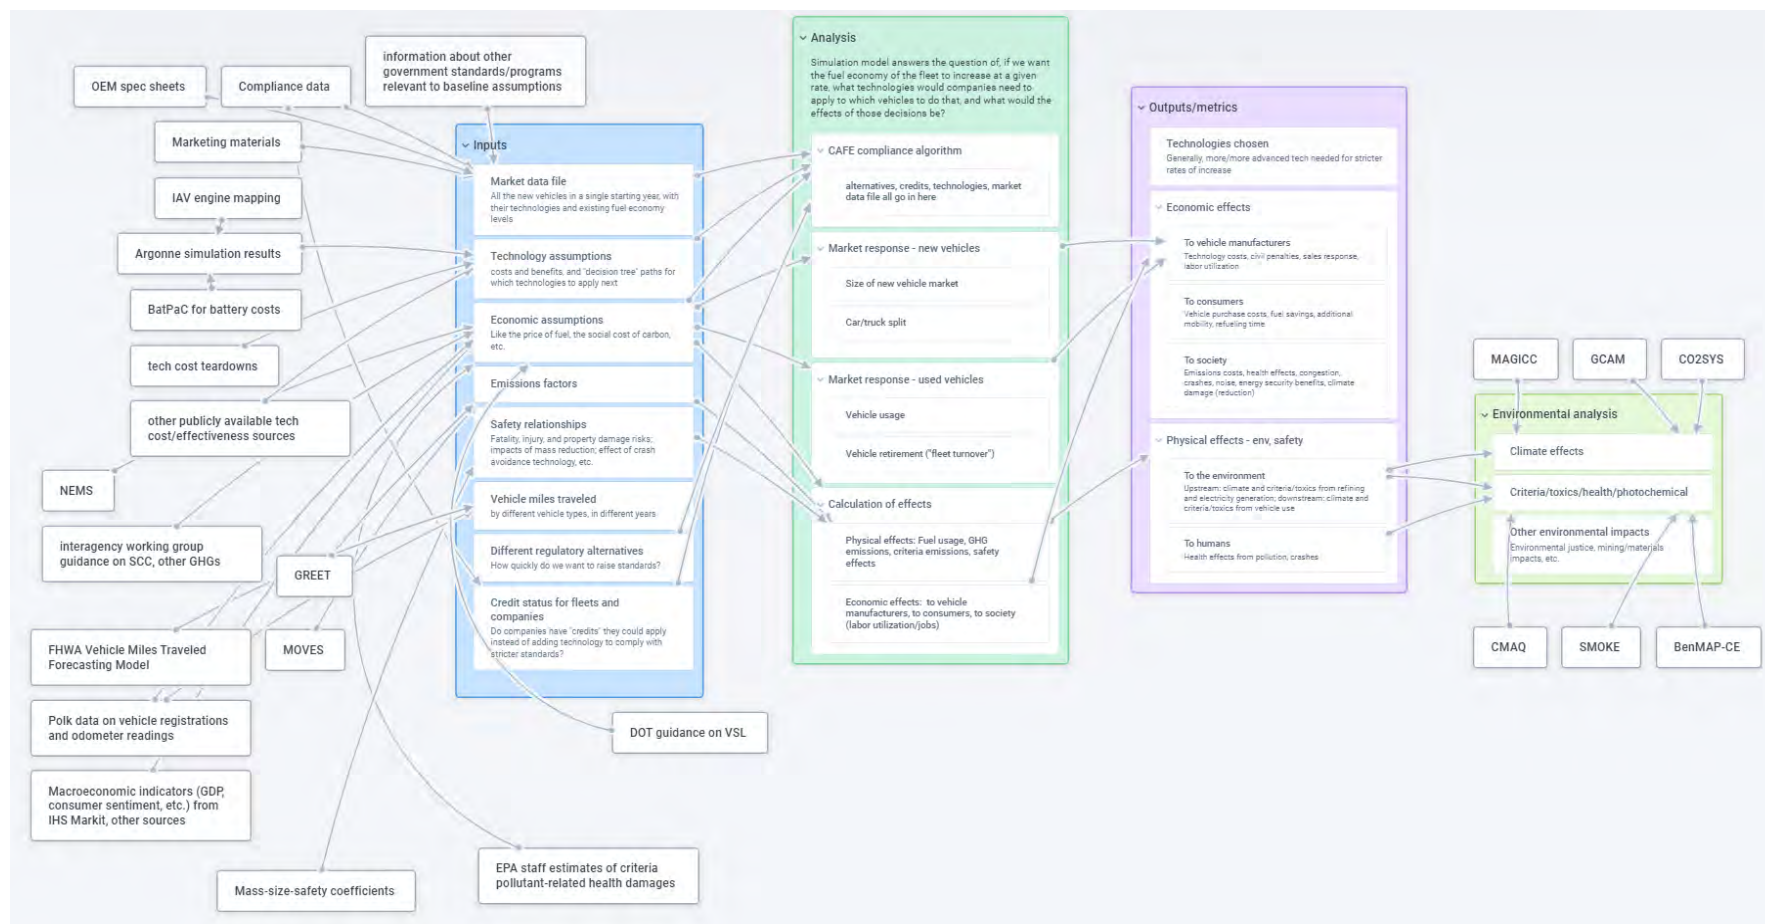 OEM spec sheets
Compliance data
information about other
government standards/programs
relevant to baseline assumptions
Marketing materials
IAV engine mapping
Argonne simulation results
BatPaC for battery costs
tech cost teardowns
other publicly available tech
cost/effectiveness sources
NEMS
interagency working group
guidance on SCC, other GHGs
GREET
FHWA Vehicle Miles Traveled
Forecasting Model
MOVES
Polk data on vehicle registrations
and odometer readings
Macroeconomic indicators (GDP,
consumer sentiment, etc.) from
IHS Markit, other sources
Mass-size-safety coefficients
EPA staff estimates of criteria
pollutant-related health damages
DOT guidance on VSL
Inputs
Market data file
All the new vehicles in a single starting year, with
their technologies and existing fuel economy
levels
Technology assumptions
costs and benefits, and "decision tree" paths for
which technologies to apply next
Economic assumptions
Like the price of fuel, the social cost of carbon,
etc.
Emissions factors
Safety relationships
Fatality, injury, and property damage risks;
impacts of mass reduction; effect of crash
avoidance technology, etc.
Vehicle miles traveled
by different vehicle types, in different years
Different regulatory alternatives
How quickly do we want to raise standards?
Credit status for fleets and
companies
Do companies have "credits" they could apply
instead of adding technology to comply with
stricter standards?
Analysis
Simulation model answers the question of, if we want
the fuel economy of the fleet to increase at a given
rate, what technologies would companies need to
apply to which vehicles to do that, and what would the
effects of those decisions be?
CAFE compliance algorithm
alternatives, credits, technologies, market
data file all go in here
Market response - new vehicles
Size of new vehicle market
Car/truck split
Market response - used vehicles
Vehicle usage
Vehicle retirement ("fleet turnover")
Calculation of effects
Physical effects: Fuel usage, GHG
emissions, criteria emissions, safety
effects
Economic effects: to vehicle
manufacturers, to consumers, to society
(labor utilization/jobs)
Outputs/metrics
Technologies chosen
Generally, more/more advanced tech needed for stricter
rates of increase
Economic effects
To vehicle manufacturers
Technology costs, civil penalties, sales response,
labor utilization
To consumers
Vehicle purchase costs, fuel savings, additional
mobility, refueling time
To society
Emissions costs, health effects, congestion,
crashes, noise, energy security benefits, climate
damage (reduction)
Physical effects - env, safety
To the environment
Upstream: climate and criteria/toxics from refining
and electricity generation; downstream: climate and
criteria/toxics from vehicle use
To humans
Health effects from pollution, crashes
MAGICC
GCAM
CO2SYS
Environmental analysis
Climate effects
Criteria/toxics/health/photochemical
Other environmental impacts
Environmental justice, mining/materials
impacts, etc.
CMAQ
SMOKE
BenMAP-CE